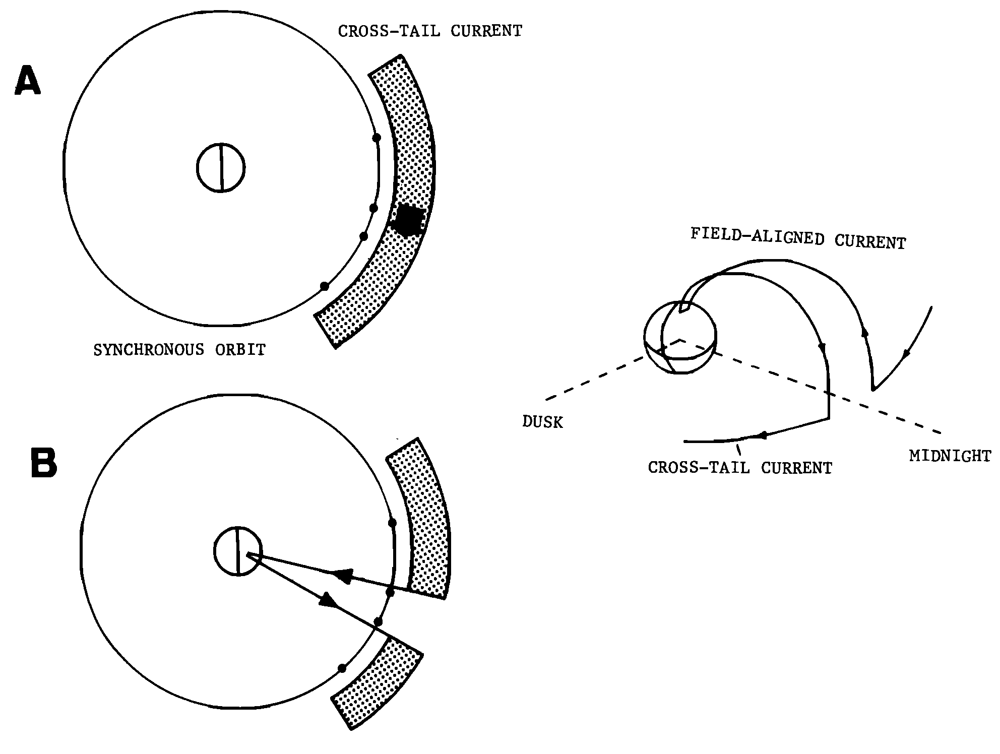 A
CROSS-TAIL CURRENT
SYNCHRONOUS ORBIT
B
FIELD-ALIGNED CURRENT
DUSK
MIDNIGHT
CROSS-TAIL CURRENT